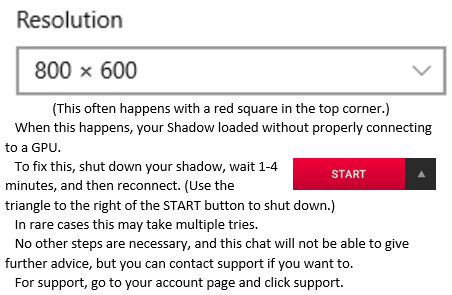 Resolution
800 × 600
(This often happens with a red square in the top corner.)
When this happens, your Shadow loaded without properly connecting
to a GPU.
To fix this, shut down your shadow, wait 1-4
minutes, and then reconnect. (Use the
START
triangle to the right of the START button to shut down.)
In rare cases this may take multiple tries.
No other steps are necessary, and this chat will not be able to give
further advice, but you can contact support if you want to.
For support, go to your account page and click support.